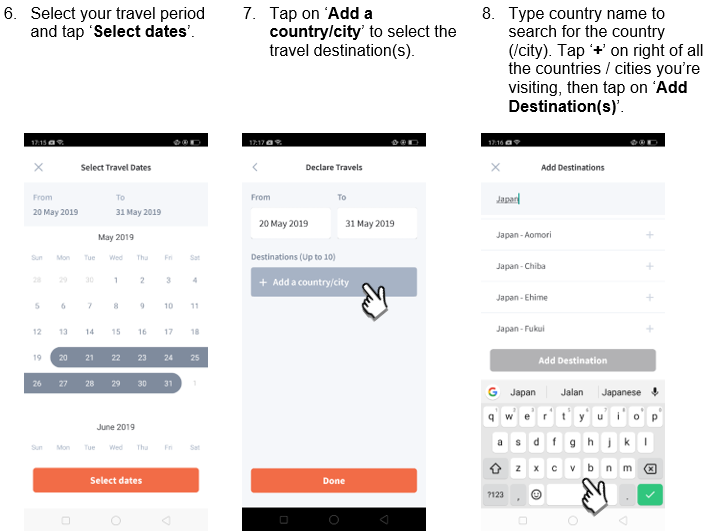 6. Select your travel period
and tap ‘Select dates’.
7. Tap on ‘Add a
country/city’ to select the
travel destination(s).
8. Type country name to
search for the country
(/city). Tap ‘+’ on right of all
the countries / cities you’re
visiting, then tap on ‘Add
Destination(s)’.
17:15
Select Travel Dates
From To
20 May 2019 31 May 2019
May 2019
Sun Mon Tue Wed Thu Fri Sat
28 29 30 1 2 3 4
5 6 7 8 9 10 11
12 13 14 15 16 17 18
19 20 21 22 23 24 25
26 27 28 29 30 31 1
June 2019
Sun Mon Tue Wed Thu Fri Sat
Select dates
17:17
Declare Travels
From To
20 May 2019 31 May 2019
Destinations (Up to 10)
+ Add a country/city
Done
17:16
Add Destinations
Japan
Japan - Aomori +
Japan - Chiba +
Japan - Ehime +
Japan - Fukui +
Add Destination
G Japan Jalan Japanese
q w e r t y u i o p
a s d f g h j k l
z x c v b n m
?123 , .